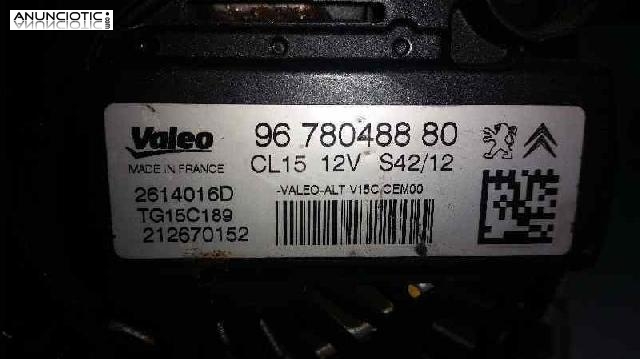 ANUNCIOTIC.es
Valeo 96 780488 80
MADE IN FRANCE CL15 12V S42/12
2614016D -VALEO-ALT V15C CEM00
TG15C189
212670152